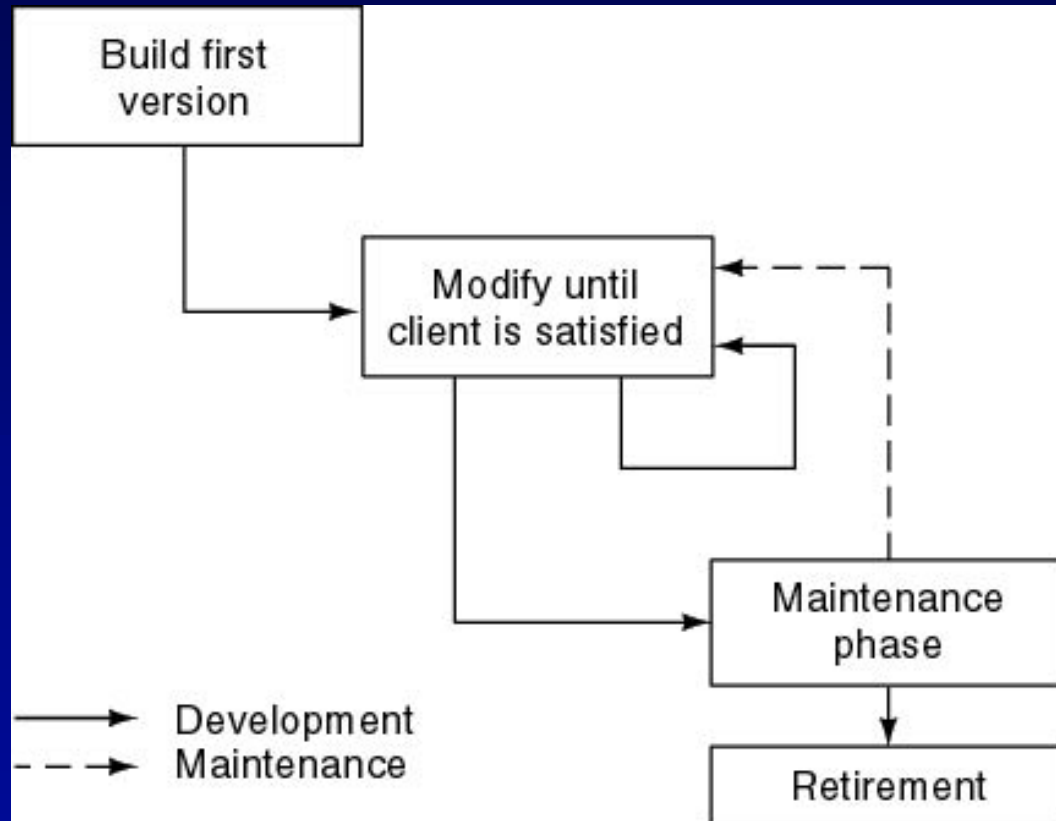 Build first
version
Modify until
client is satisfied
Maintenance
phase
Development
Maintenance
Retirement